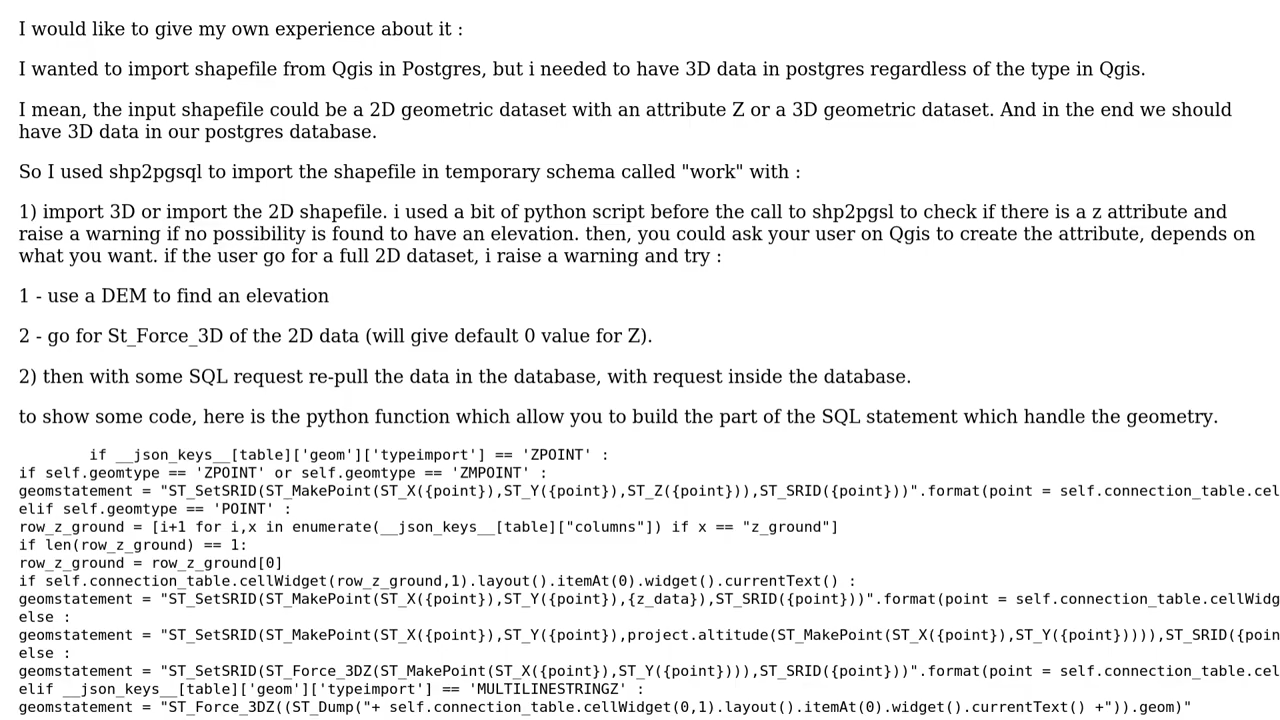 I would like to give my own experience about it :
I wanted to import shapefile from Qgis in Postgres, but i needed to have 3D data in postgres regardless of the type in Qgis.
I mean, the input shapefile could be a 2D geometric dataset with an attribute Z or a 3D geometric dataset. And in the end we should
have 3D data in our postgres database.
So I used shp2pgsql to import the shapefile in temporary schema called "work" with :
1) import 3D or import the 2D shapefile. i used a bit of python script before the call to shp2pgsl to check if there is a z attribute and
raise a warning if no possibility is found to have an elevation. then, you could ask your user on Qgis to create the attribute, depends on
what you want. if the user go for a full 2D dataset, i raise a warning and try :
1 - use a DEM to find an elevation
2 - go for St_Force_3D of the 2D data (will give default 0 value for Z).
2) then with some SQL request re-pull the data in the database, with request inside the database.
to show some code, here is the python function which allow you to build the part of the SQL statement which handle the geometry.
if __json_keys__[table]['geom']['typeimport'] == 'ZPOINT' :
if self.geomtype == 'ZPOINT' or self.geomtype == 'ZMPOINT' :
geomstatement = "ST_SetSRID(ST_MakePoint(ST_X({point}),ST_Y({point}),ST_Z({point})),ST_SRID({point}))".format(point = self.connection_table.cel
elif self.geomtype == 'POINT' :
row_z_ground = [i+1 for i,x in enumerate(__json_keys__[table]["columns"]) if x == "z_ground"]
if len(row_z_ground) == 1:
row_z_ground = row_z_ground[0]
if self.connection_table.cellWidget(row_z_ground,1).layout().itemAt(0).widget().currentText() :
geomstatement = "ST_SetSRID(ST_MakePoint(ST_X({point}),ST_Y({point}),{z_data}),ST_SRID({point}))".format(point = self.connection_table.cellWidg
else :
geomstatement = "ST_SetSRID(ST_MakePoint(ST_X({point}),ST_Y({point}),project.altitude(ST_MakePoint(ST_X({point}),ST_Y({point})))),ST_SRID({poin
else :
geomstatement = "ST_SetSRID(ST_Force_3DZ(ST_MakePoint(ST_X({point}),ST_Y({point}))),ST_SRID({point}))".format(point = self.connection_table.cel
elif __json_keys__[table]['geom']['typeimport'] == 'MULTILINESTRINGZ' :
geomstatement = "ST_Force_3DZ((ST_Dump("+ self.connection_table.cellWidget(0,1).layout().itemAt(0).widget().currentText() +")).geom)"